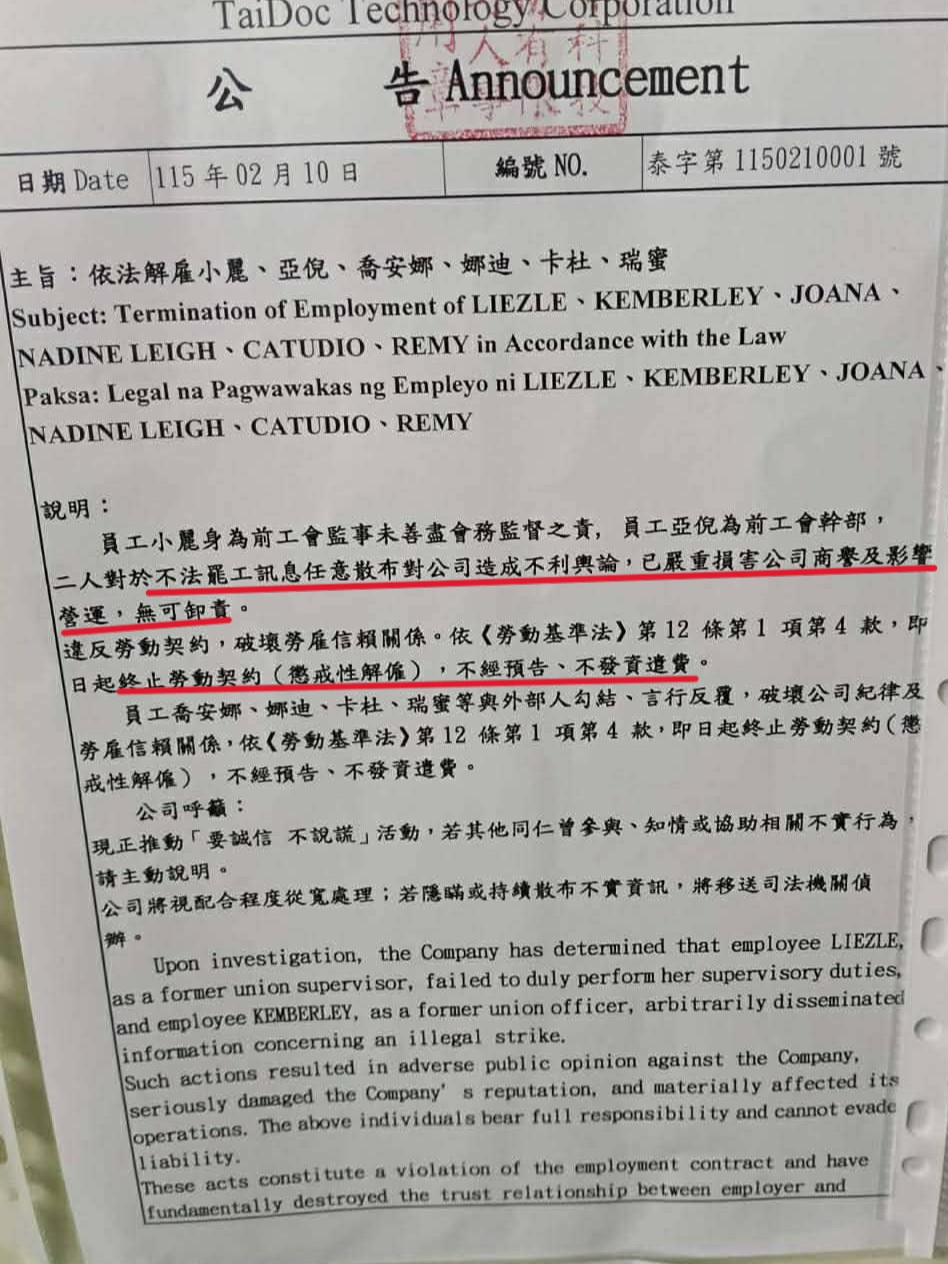 TaiDoc Technology Corporation
公 告 Announcement
日期 Date 115 年 02 月 10 日 編號 NO. 泰字第 1150210001 號
主旨：依法解雇小麗、亞倪、喬安娜、娜迪、卡杜、瑞蜜
Subject: Termination of Employment of LIEZLE、KEMBERLEY、JOANA、
NADINE LEIGH、CATUDIO、REMY in Accordance with the Law
Paksa: Legal na Pagwawakas ng Empleyo ni LIEZLE、KEMBERLEY、JOANA、
NADINE LEIGH、CATUDIO、REMY
說明：
員工小麗身為前工會監事未善盡會務監督之責，員工亞倪為前工會幹部，
二人對於不法罷工訊息任意散布對公司造成不利輿論，已嚴重損害公司商譽及影響
營運，無可卸責。
違反勞動契約，破壞勞雇信賴關係。依《勞動基準法》第 12 條第 1 項第 4 款，即
日起終止勞動契約（懲戒性解僱），不經預告、不發資遣費。
員工喬安娜、娜迪、卡杜、瑞蜜等與外部人勾結、言行反覆，破壞公司紀律及
勞雇信賴關係，依《勞動基準法》第 12 條第 1 項第 4 款，即日起終止勞動契約（懲
戒性解僱），不經預告、不發資遣費。
公司呼籲：
現正推動「要誠信 不說謊」活動，若其他同仁曾參與、知情或協助相關不實行為，
請主動說明。
公司將視配合程度從寬處理；若隱瞞或持續散布不實資訊，將移送司法機關偵
辦。
Upon investigation, the Company has determined that employee LIEZLE,
as a former union supervisor, failed to duly perform her supervisory duties,
and employee KEMBERLEY, as a former union officer, arbitrarily disseminated
information concerning an illegal strike.
Such actions resulted in adverse public opinion against the Company,
seriously damaged the Company's reputation, and materially affected its
operations. The above individuals bear full responsibility and cannot evade
liability.
These acts constitute a violation of the employment contract and have
fundamentally destroyed the trust relationship between employer and